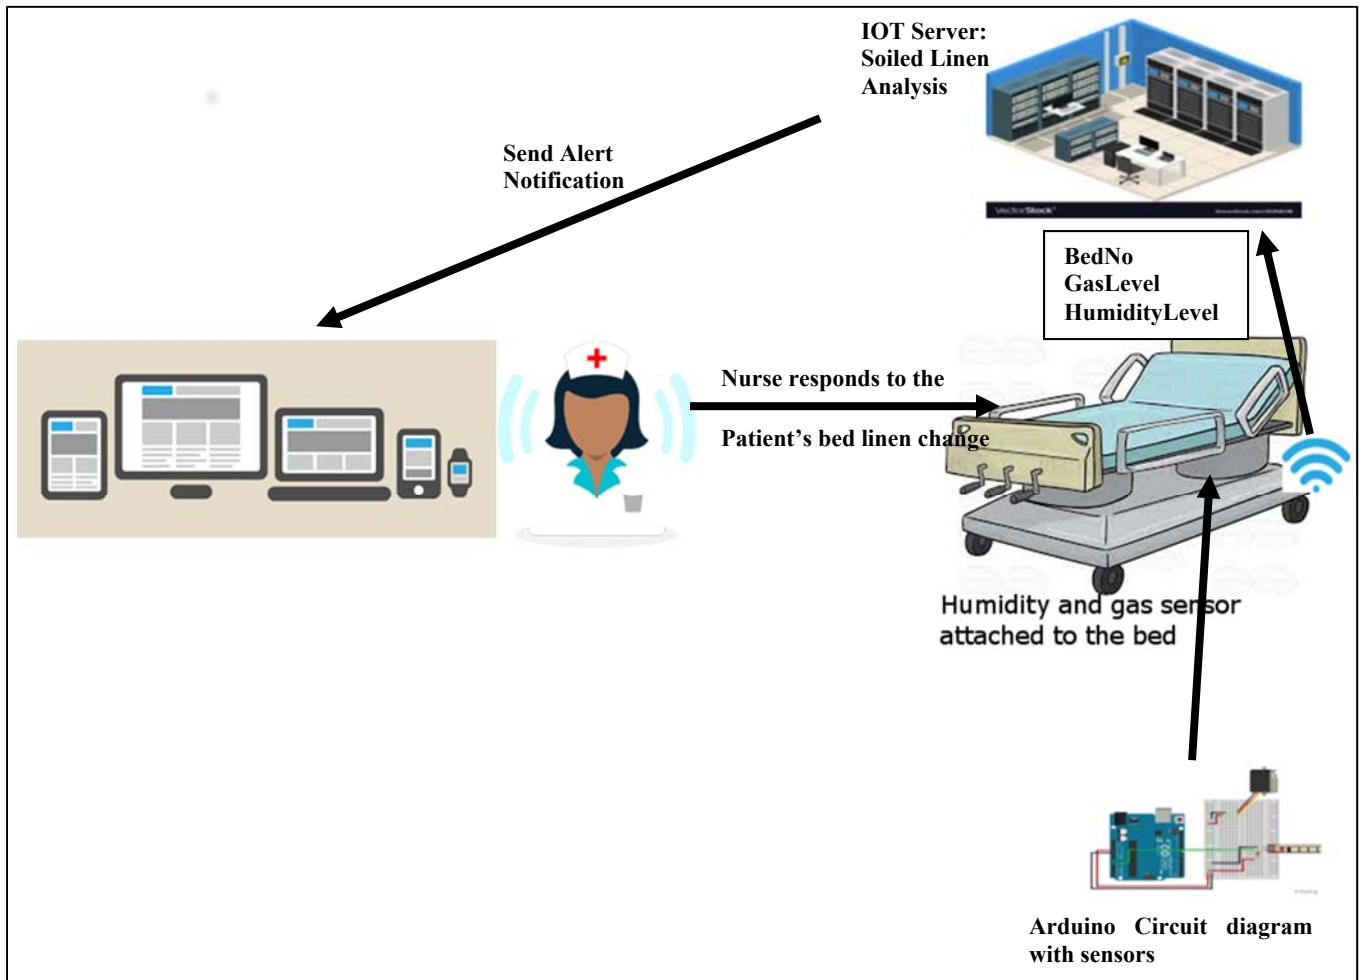 IOT Server:
Soiled Linen
Analysis
Send Alert
Notification
VectorStock
BedNo
GasLevel
HumidityLevel
Nurse responds to the
Patient's bed linen change
Humidity and gas sensor
attached to the bed
Arduino Circuit diagram
with sensors